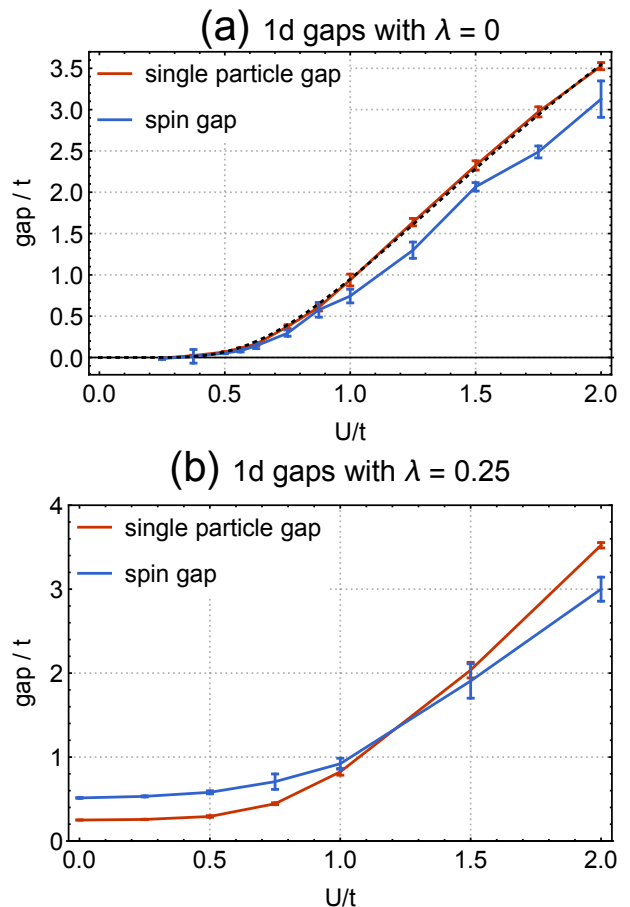 (a) 1d gaps with λ = 0
single particle gap
spin gap
gap / t
3.5
3.0
2.5
2.0
1.5
1.0
0.5
0.0
0.0 0.5 1.0 1.5 2.0
U/t
(b) 1d gaps with λ = 0.25
single particle gap
spin gap
gap / t
4
3
2
1
0
0.0 0.5 1.0 1.5 2.0
U/t